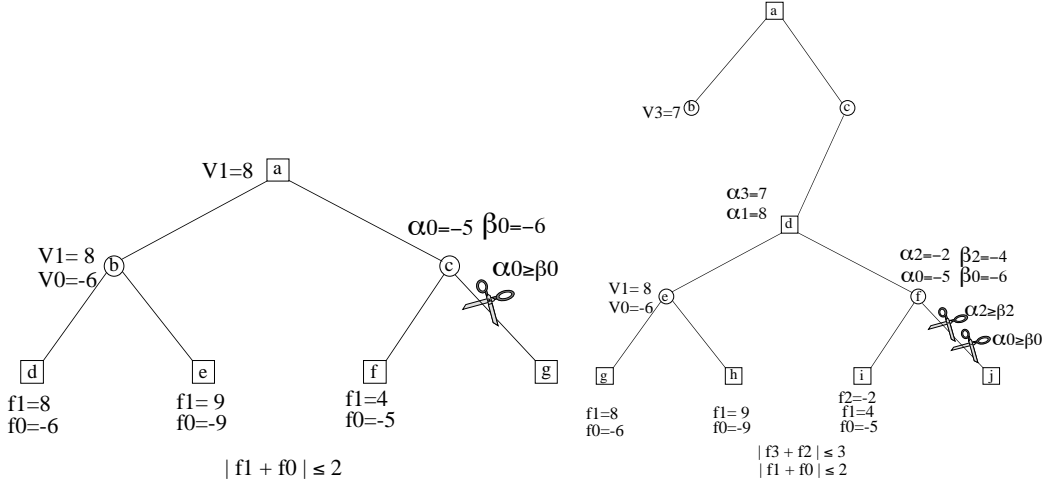 a
V1=8
α0=−5 β0=−6
V1= 8
V0=-6
b
c
α0≥β0
d
e
f
g
f1=8
f0=-6
f1= 9
f0=-9
f1=4
f0=-5
| f1 + f0 | ≤ 2
a
V3=7
b
c
α3=7
α1=8
d
α2=−2 β2=−4
α0=−5 β0=−6
V1= 8
V0=-6
e
f
α2≥β2
α0≥β0
g
h
i
j
f1=8
f0=-6
f1= 9
f0=-9
f2=-2
f1=4
f0=-5
| f3 + f2 | ≤ 3
| f1 + f0 | ≤ 2